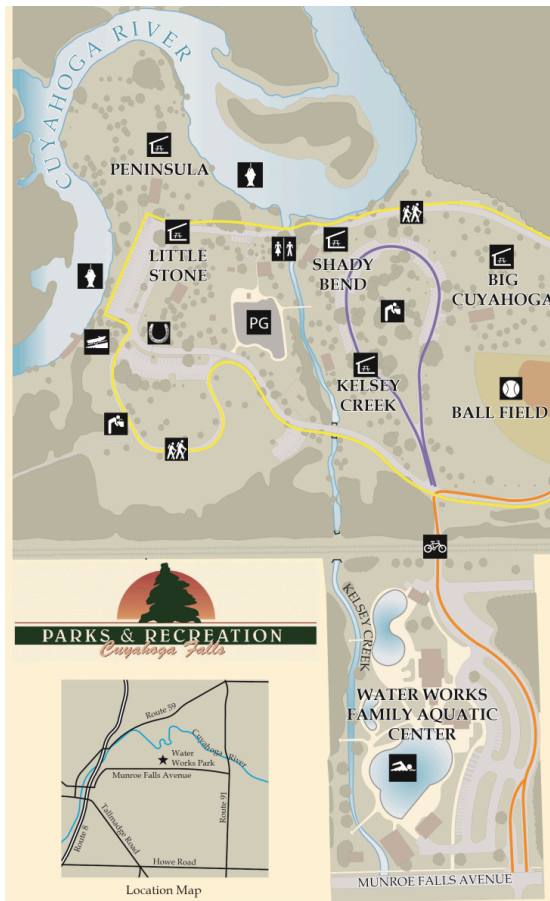 CUYAHOGA RIVER
PENINSULA
LITTLE
STONE
SHADY
BEND
BIG
CUYAHOGA
PG
KELSEY
CREEK
BALL FIELD
PARKS & RECREATION
Cuyahoga Falls
KELSEY
CREEK
WATER WORKS
FAMILY AQUATIC
CENTER
MUNROE FALLS AVENUE
Route 59
Cuyahoga River
Water
Works Park
Munroe Falls Avenue
Route 91
Route 8
Tallmadge Road
Howe Road
Location Map